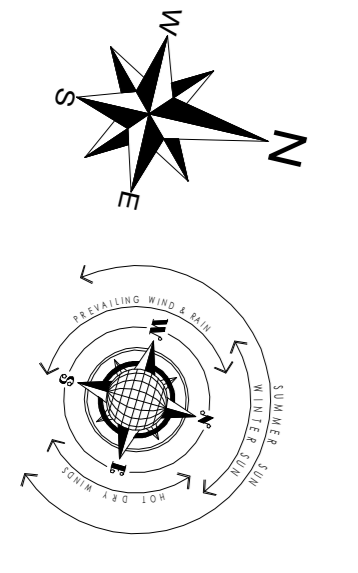 W
S
N
E
PREVAILING WIND & RAIN
W
S
N
E
SUMMER SUN
WINTER SUN
HOT DRY WINDS